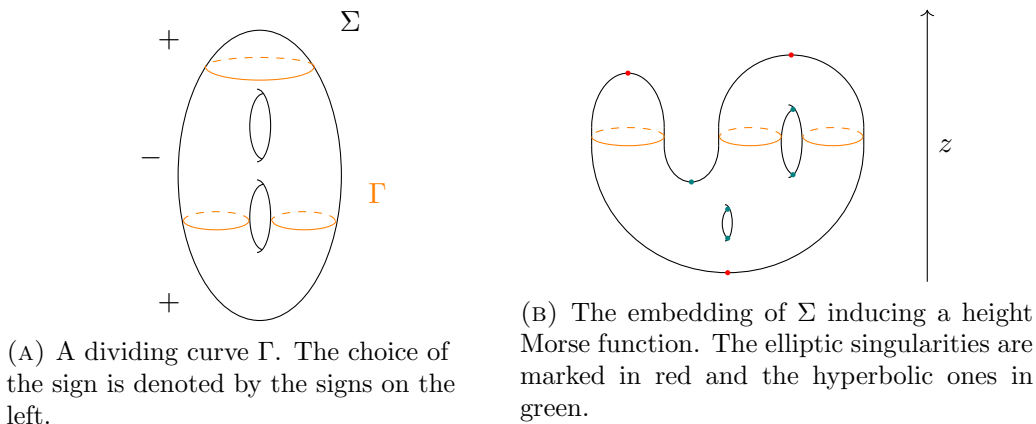 +
Σ
−
Γ
+
z
(A) A dividing curve Γ. The choice of
the sign is denoted by the signs on the
left.
(B) The embedding of Σ inducing a height
Morse function. The elliptic singularities are
marked in red and the hyperbolic ones in
green.